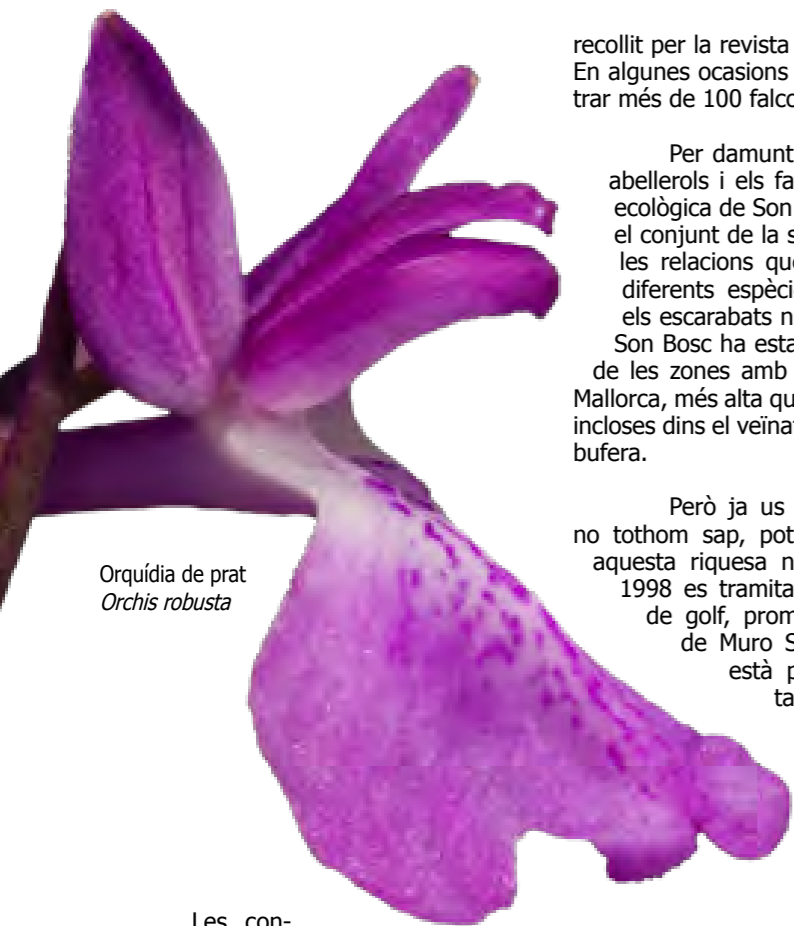 recollit per la revista
En algunes ocasions
trar més de 100 falco
Per damunt
abellerols i els fa
ecològica de Son
el conjunt de la s
les relacions que
diferents espèci
els escarabats n
Son Bosc ha esta
de les zones amb
Mallorca, més alta qu
incloses dins el veïnat
bufera.
Però ja us
no tothom sap, pot
aquesta riquesa n
1998 es tramita
de golf, prom
de Muro S
està p
ta
Orquídia de prat
Orchis robusta
Les con-